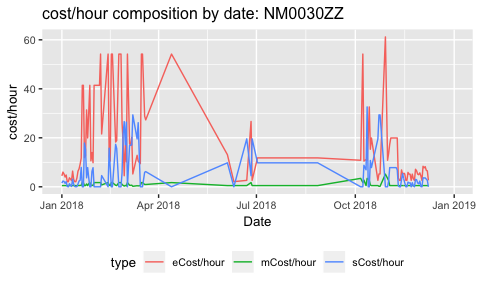 cost/hour composition by date: NM0030ZZ
60
40
20
0
cost/hour
Jan 2018
Apr 2018
Jul 2018
Oct 2018
Jan 2019
Date
type
eCost/hour
mCost/hour
sCost/hour